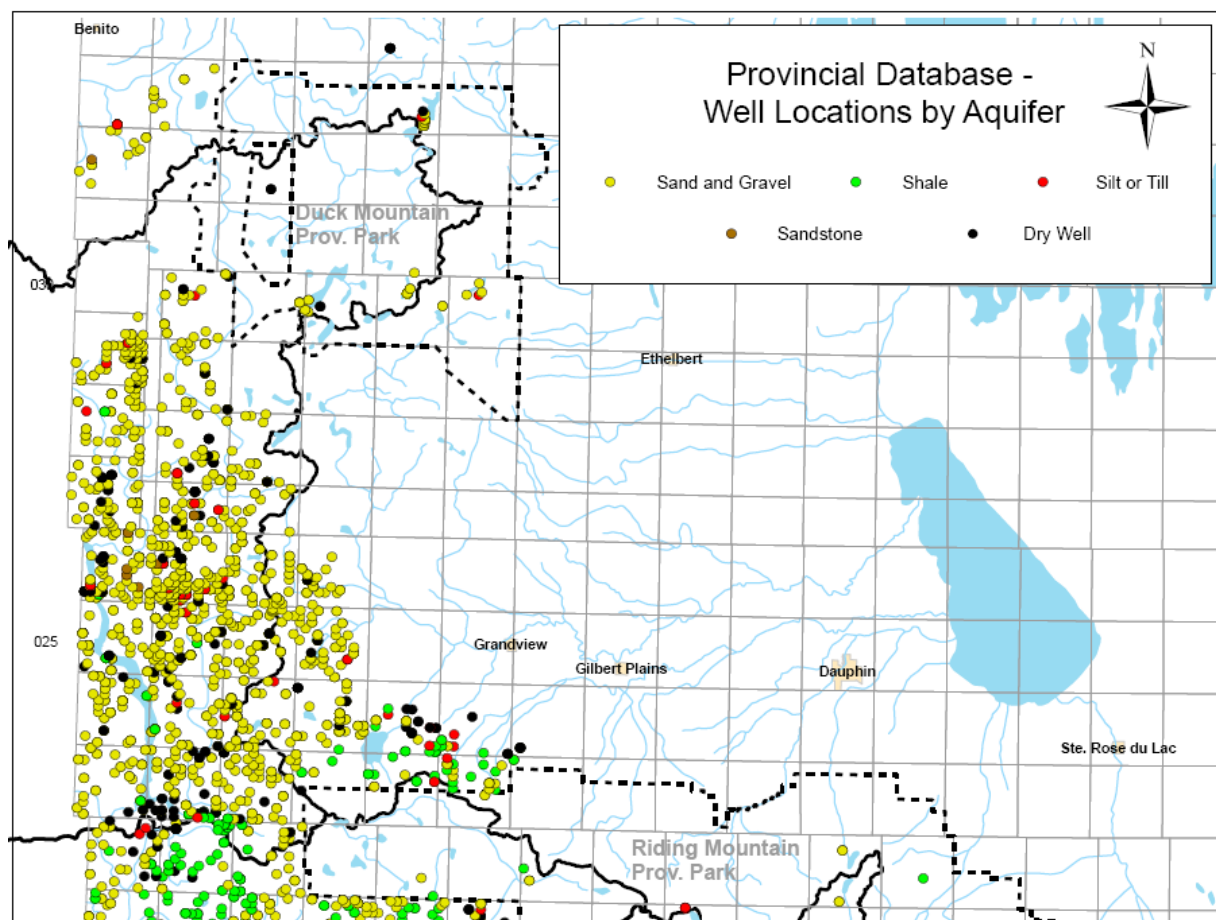 Benito
N
Provincial Database -
Well Locations by Aquifer
Sand and Gravel
Shale
Silt or Till
Sandstone
Dry Well
Duck Mountain
Prov. Park
Ethelbert
025
Grandview
Gilbert Plains
Dauphin
Ste. Rose du Lac
Riding Mountain
Prov. Park